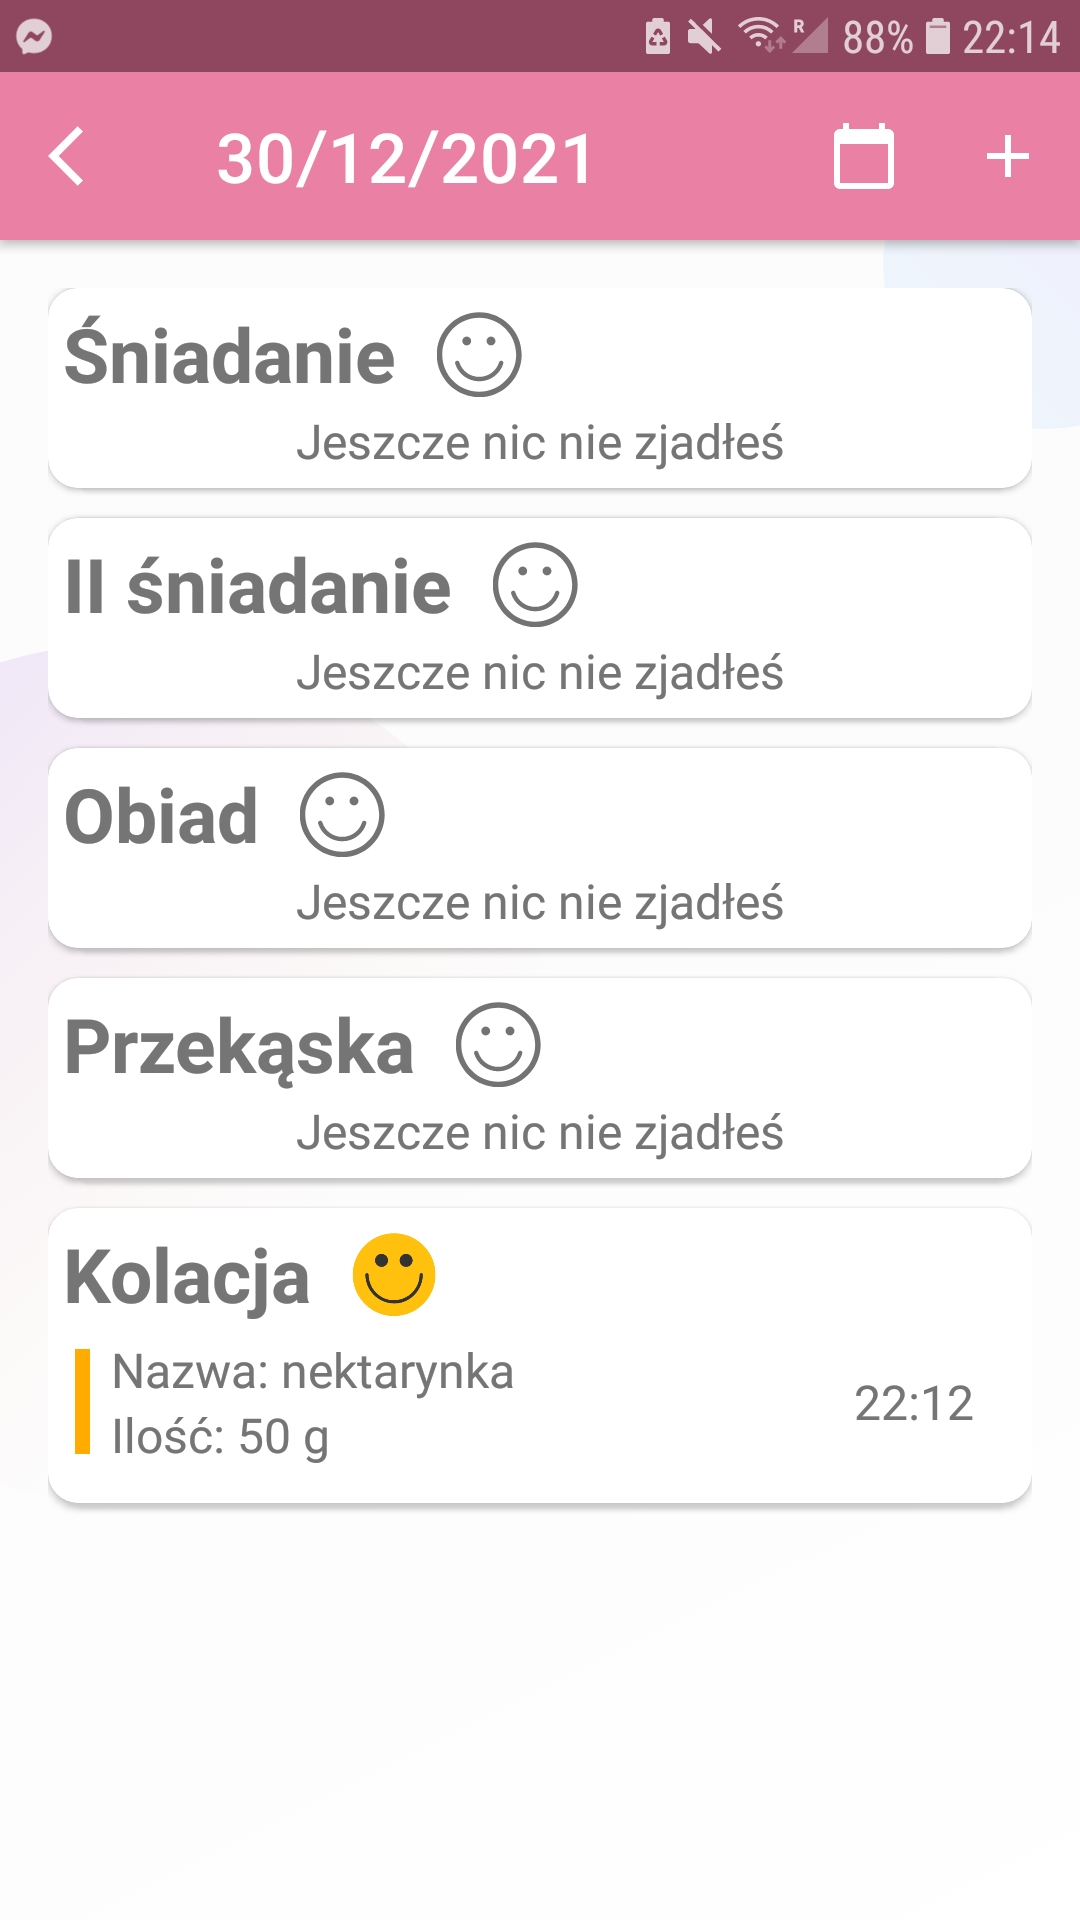 R 88% 22:14
30/12/2021
Śniadanie
Jeszcze nic nie zjadłeś
II śniadanie
Jeszcze nic nie zjadłeś
Obiad
Jeszcze nic nie zjadłeś
Przekąska
Jeszcze nic nie zjadłeś
Kolacja
Nazwa: nektarynka
Ilość: 50 g
22:12